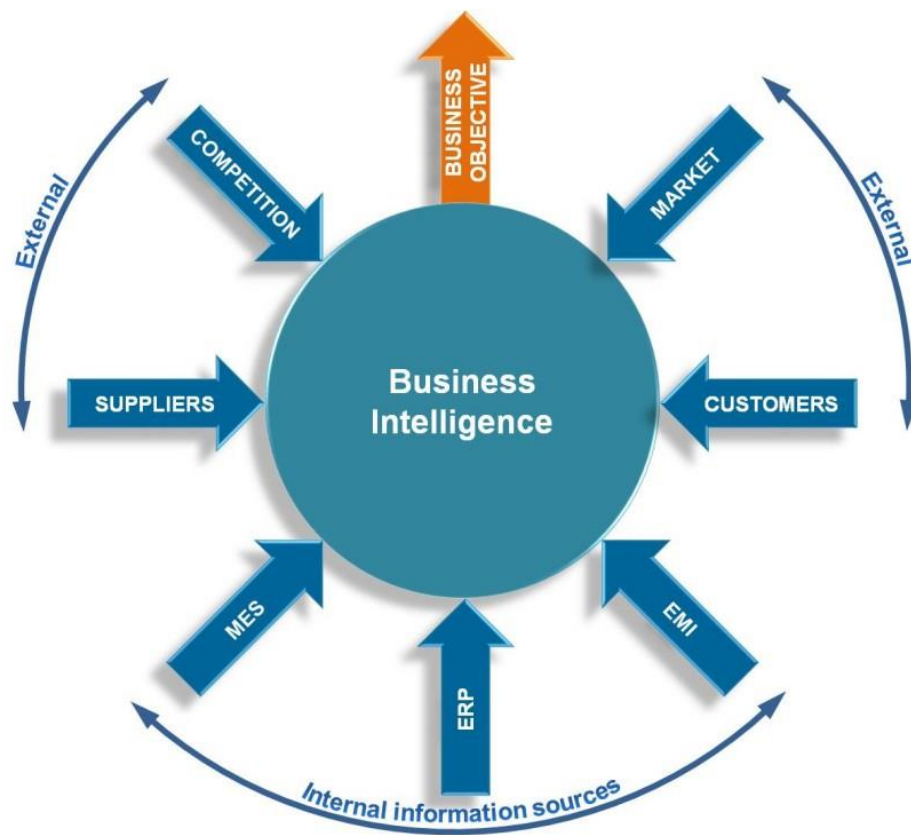 BUSINESS
OBJECTIVE
COMPETITION
MARKET
External
External
SUPPLIERS
Business
Intelligence
CUSTOMERS
MES
ERP
EMI
Internal information sources